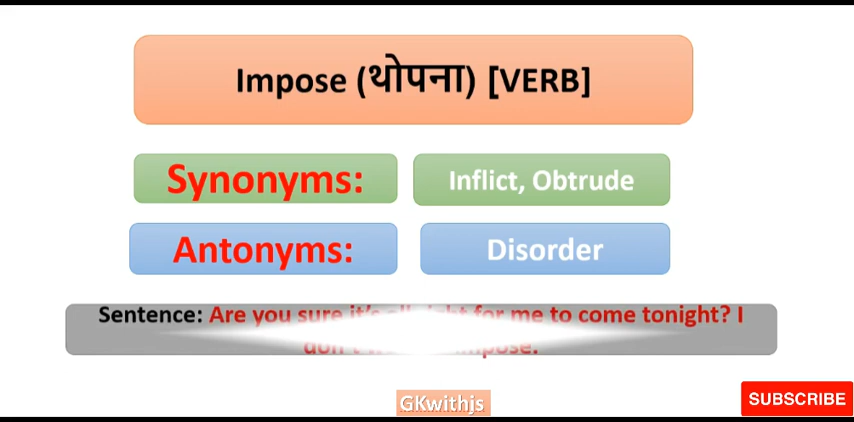 Impose (थोपना) [VERB]
Synonyms:
Inflict, Obtrude
Antonyms:
Disorder
Sentence: Are you sure it's for me to come tonight? I
GKwithjs
SUBSCRIBE